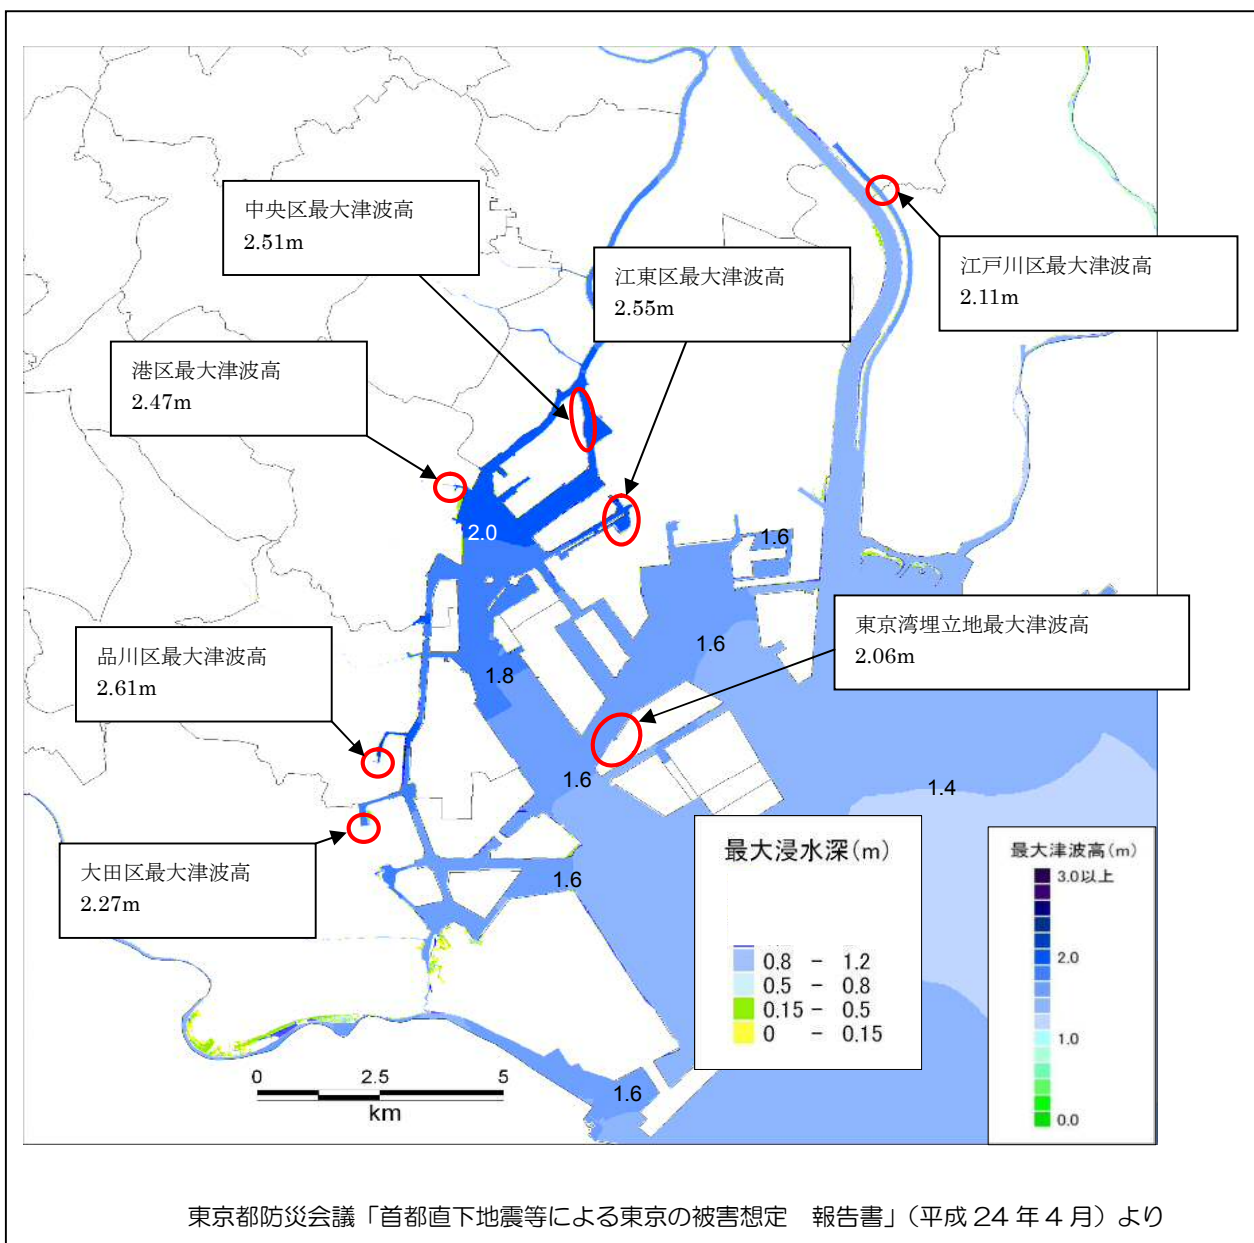 中央区最大津波高
2.51m
江東区最大津波高
2.55m
江戸川区最大津波高
2.11m
港区最大津波高
2.47m
2.0
1.6
品川区最大津波高
2.61m
東京湾埋立地最大津波高
2.06m
1.6
1.8
1.6
1.4
大田区最大津波高
2.27m
1.6
最大浸水深(m)
0.8 - 1.2
0.5 - 0.8
0.15 - 0.5
0 - 0.15
最大津波高(m)
3.0以上
2.0
1.0
0.0
0 2.5 5
km
1.6
東京都防災会議「首都直下地震等による東京の被害想定 報告書」(平成24年4月)より